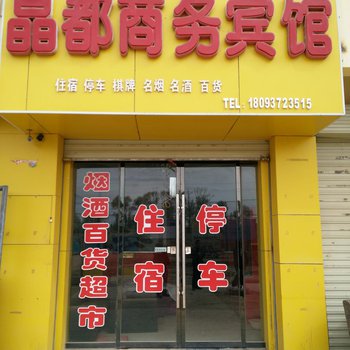 晶都商务宾馆
住宿 停车 棋牌 名烟 名酒 百货
TEL:18093723515
烟酒百货超市
住宿
停车